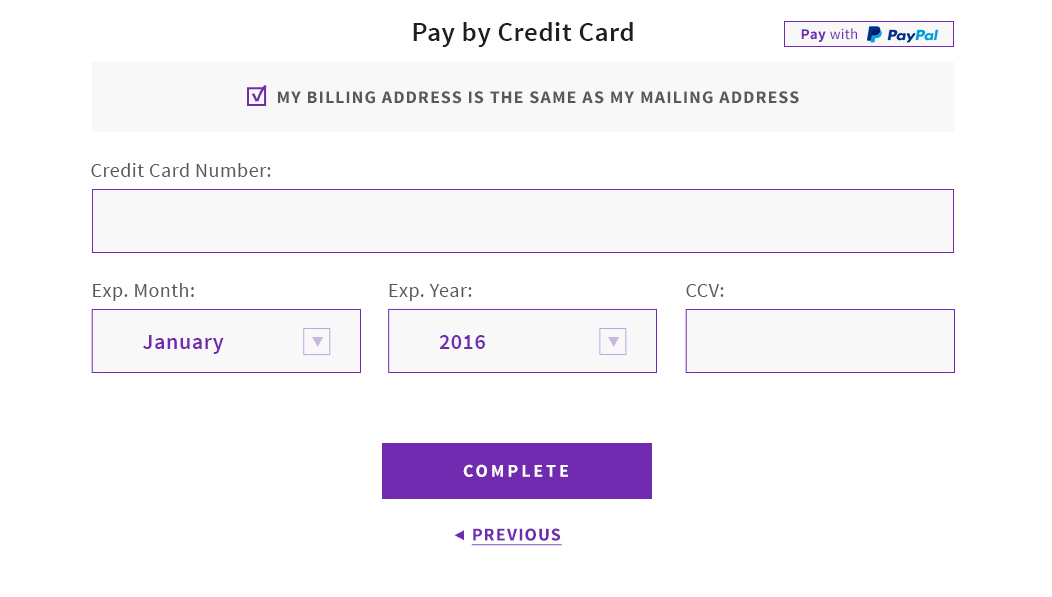 Pay by Credit Card
Pay with PayPal
MY BILLING ADDRESS IS THE SAME AS MY MAILING ADDRESS
Credit Card Number:
Exp. Month:
Exp. Year:
CCV:
January
2016
COMPLETE
PREVIOUS